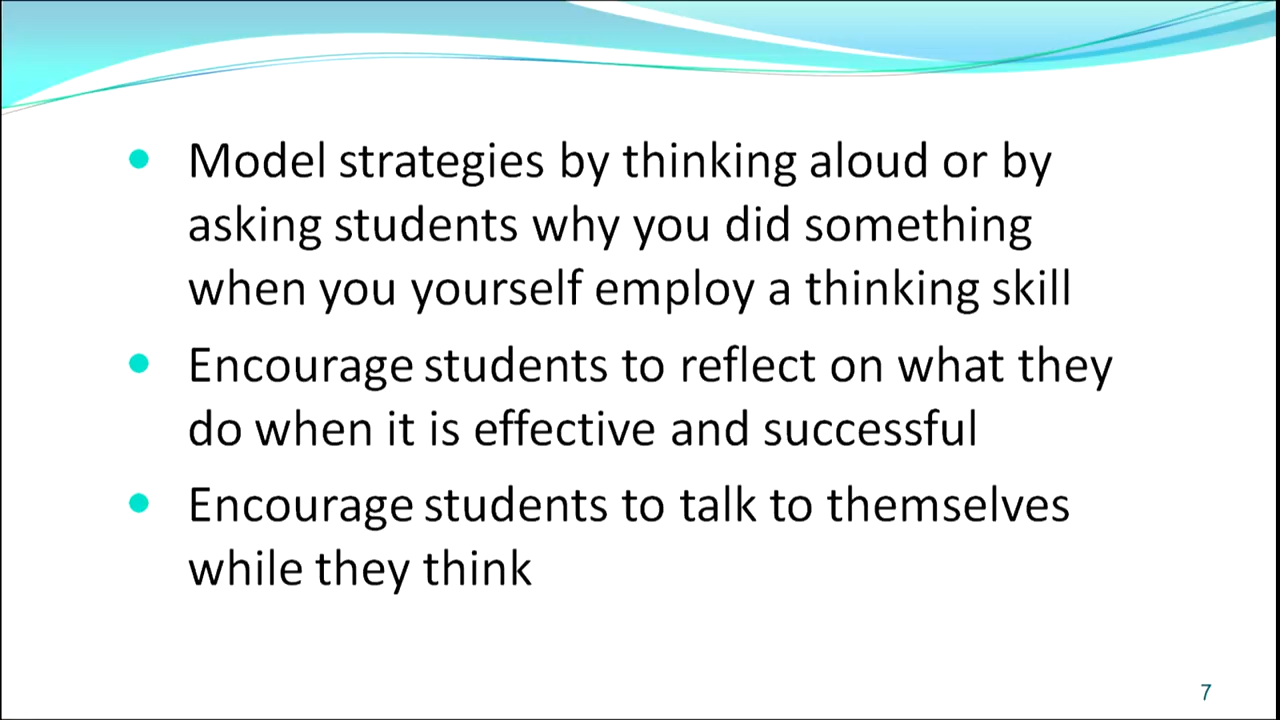 Model strategies by thinking aloud or by
asking students why you did something
when you yourself employ a thinking skill
Encourage students to reflect on what they
do when it is effective and successful
Encourage students to talk to themselves
while they think
7